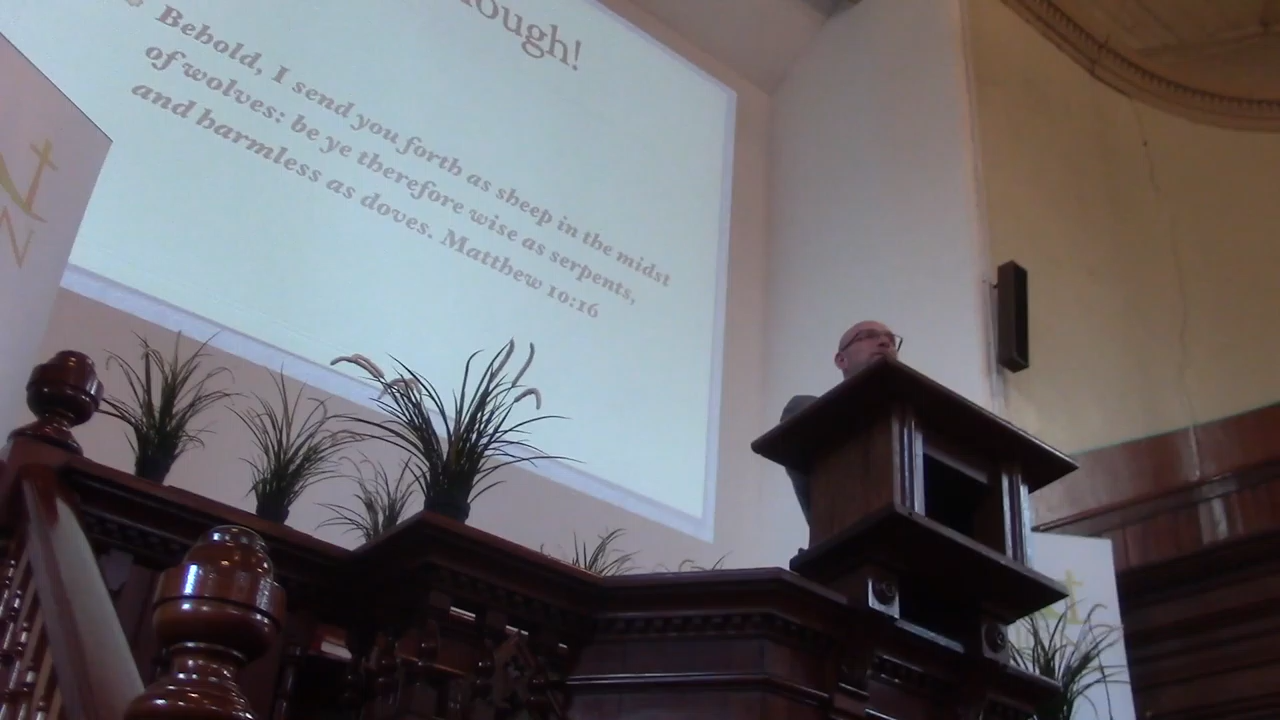 ough!
Behold, I send you forth as sheep in the midst
of wolves: be ye therefore wise as serpents,
and harmless as doves. Matthew 10:16
N